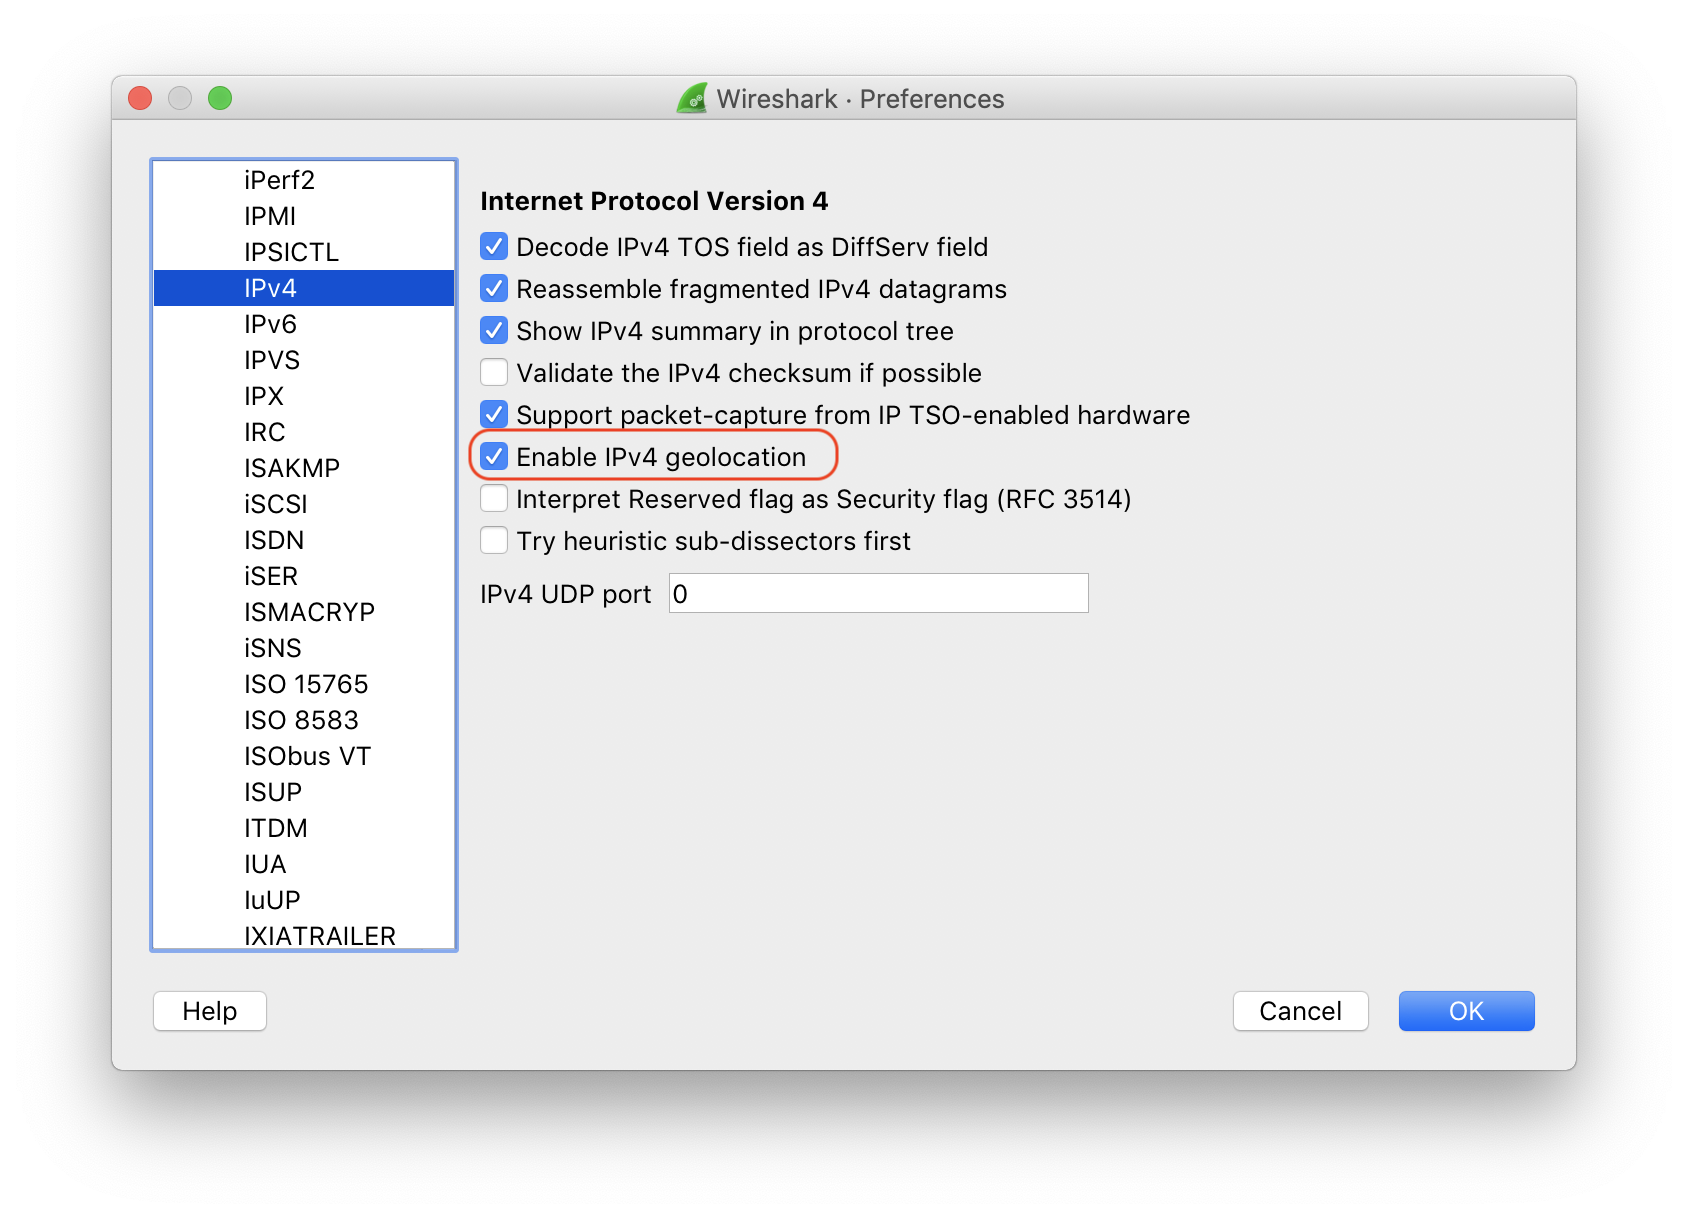 Wireshark · Preferences
iPerf2
IPMI
IPSICTL
IPv4
IPv6
IPVS
IPX
IRC
ISAKMP
iSCSI
ISDN
iSER
ISMACRYP
iSNS
ISO 15765
ISO 8583
ISObus VT
ISUP
ITDM
IUA
IuUP
IXIATRAILER
Internet Protocol Version 4
Decode IPv4 TOS field as DiffServ field
Reassemble fragmented IPv4 datagrams
Show IPv4 summary in protocol tree
Validate the IPv4 checksum if possible
Support packet-capture from IP TSO-enabled hardware
Enable IPv4 geolocation
Interpret Reserved flag as Security flag (RFC 3514)
Try heuristic sub-dissectors first
IPv4 UDP port 0
Help
Cancel
OK